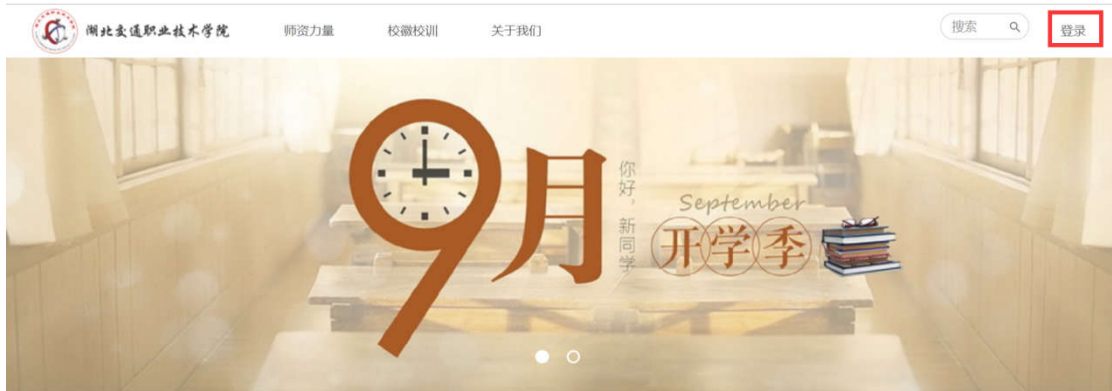 湖北交通职业技术学院
师资力量
校徽校训
关于我们
搜索
登录
9月
你好，新同学
September
开学季